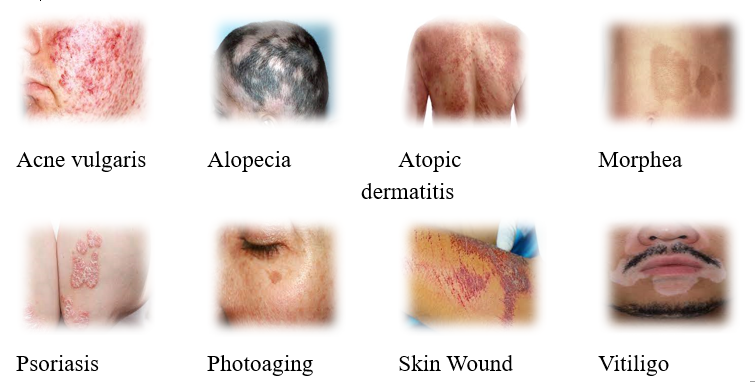 Acne vulgaris
Alopecia
Atopic
dermatitis
Morphea
Psoriasis
Photoaging
Skin Wound
Vitiligo